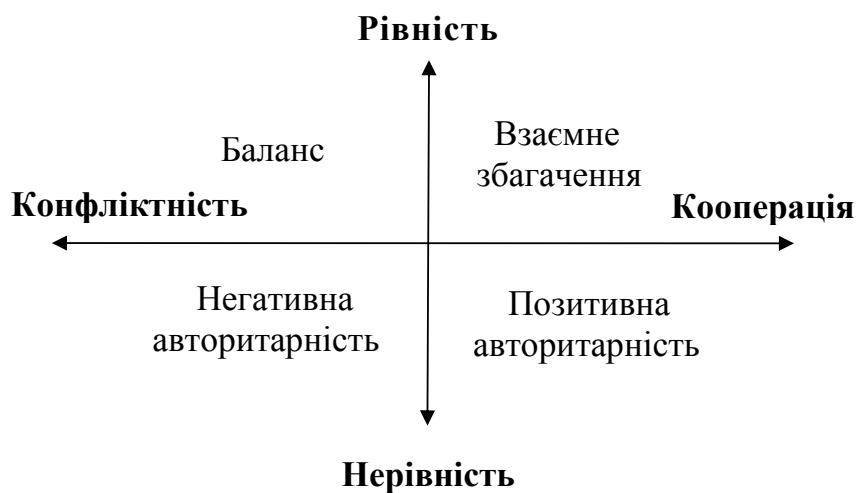 Рівність
Баланс
Взаємне
збагачення
Конфліктність
Кооперація
Негативна
авторитарність
Позитивна
авторитарність
Нерівність